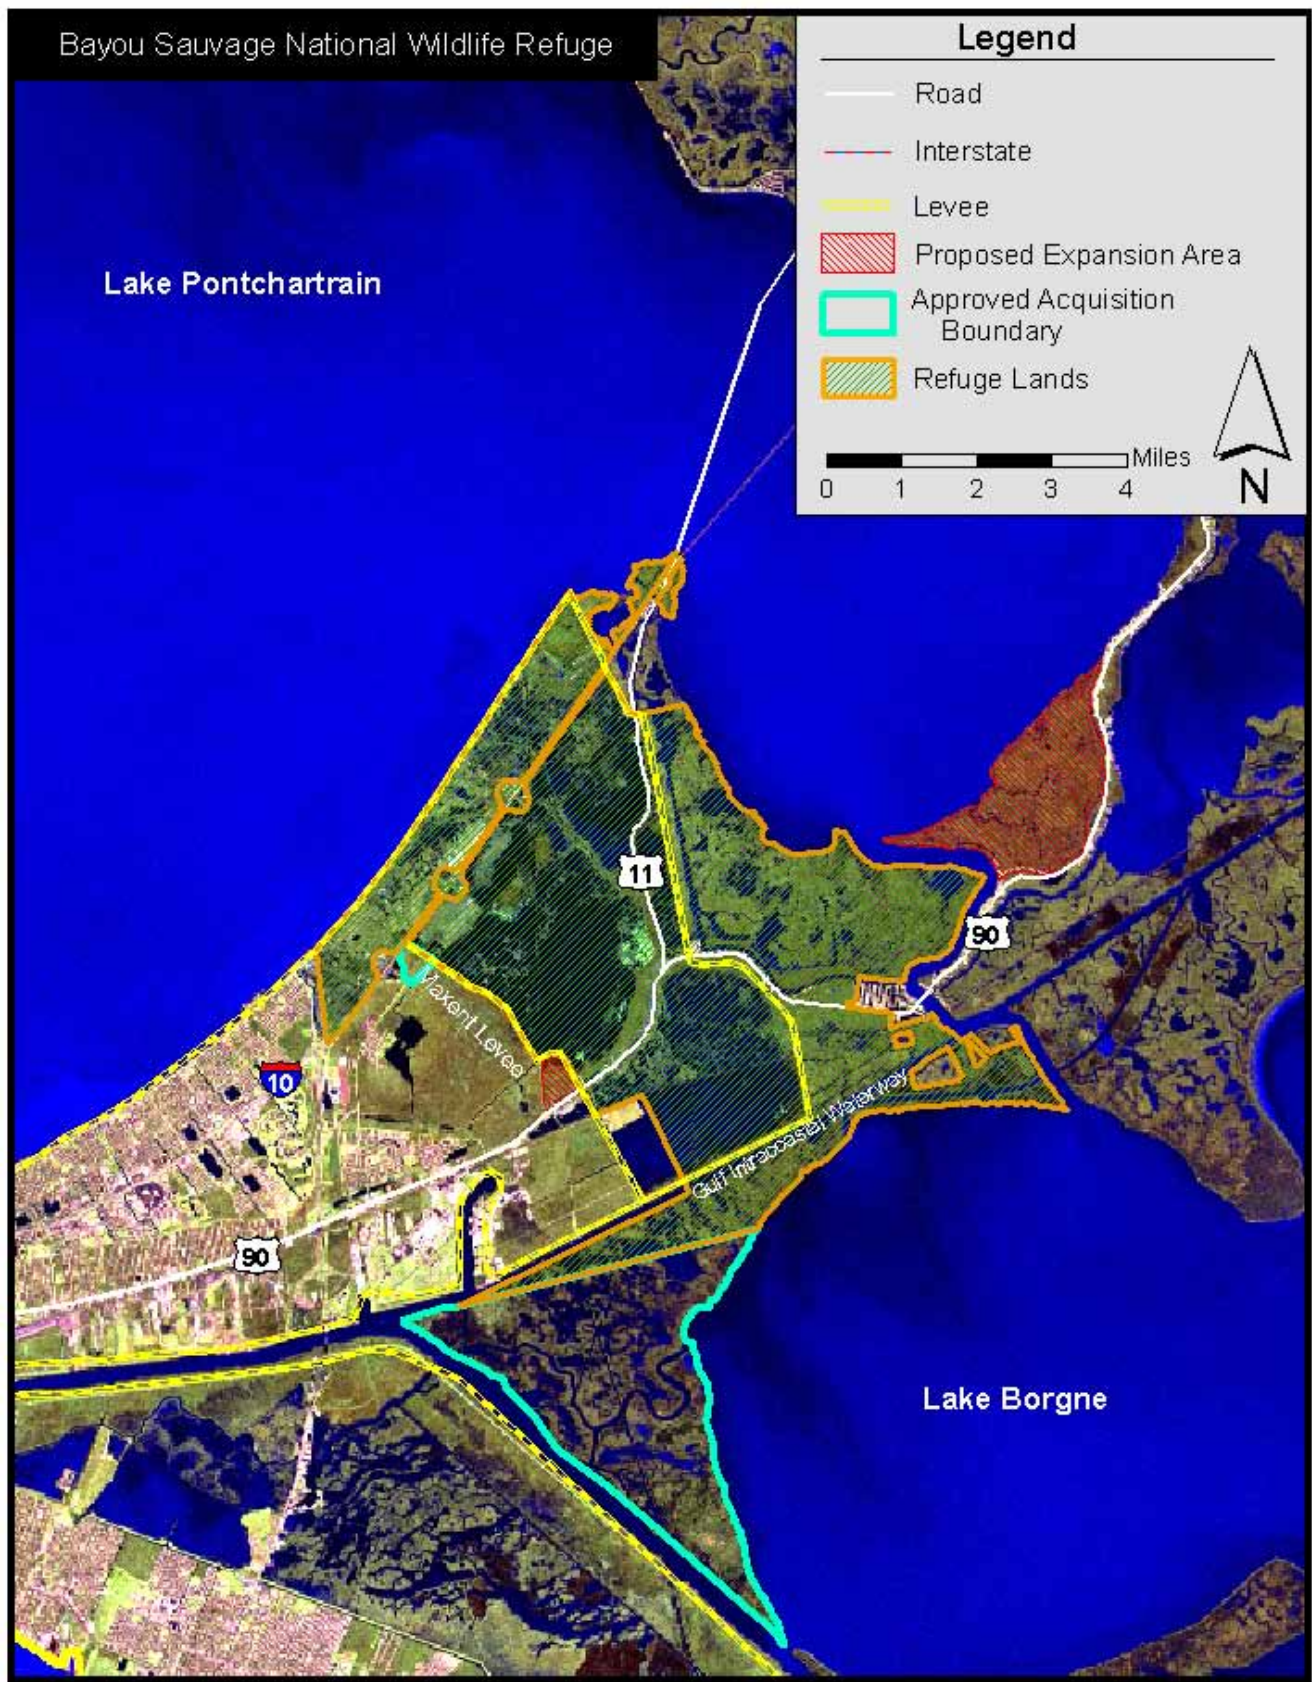 Bayou Sauvage National Wildlife Refuge
Legend
Road
Interstate
Levee
Proposed Expansion Area
Approved Acquisition
Boundary
Refuge Lands
Miles
0 1 2 3 4
N
Lake Pontchartrain
11
90
Maxent Levee
10
Gulf Intracoastal Waterway
90
Lake Borgne